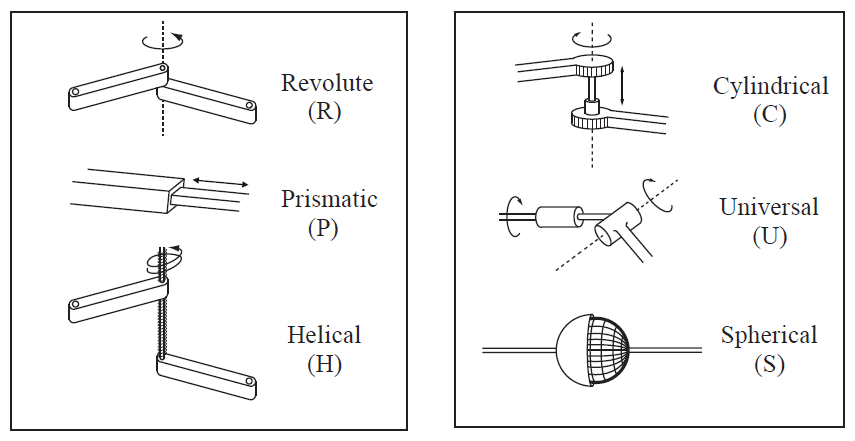 Revolute
(R)
Prismatic
(P)
Helical
(H)
Cylindrical
(C)
Universal
(U)
Spherical
(S)